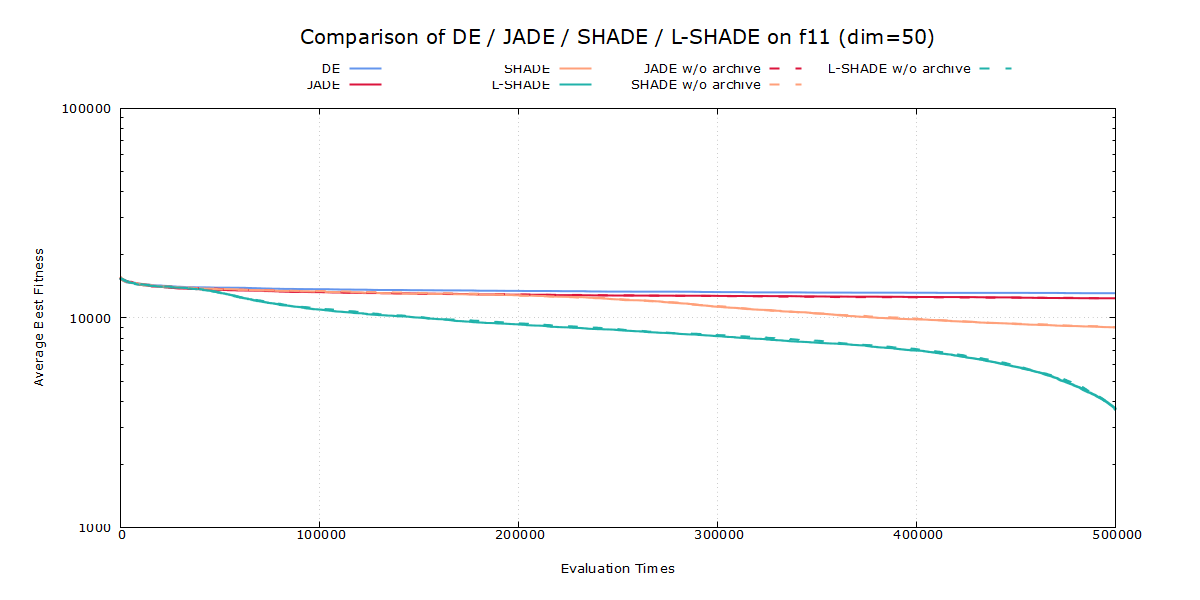 Comparison of DE / JADE / SHADE / L-SHADE on f11 (dim=50)
DE SHADE JADE w/o archive L-SHADE w/o archive
JADE L-SHADE SHADE w/o archive
100000
10000
1000
Average Best Fitness
0 100000 200000 300000 400000 500000
Evaluation Times